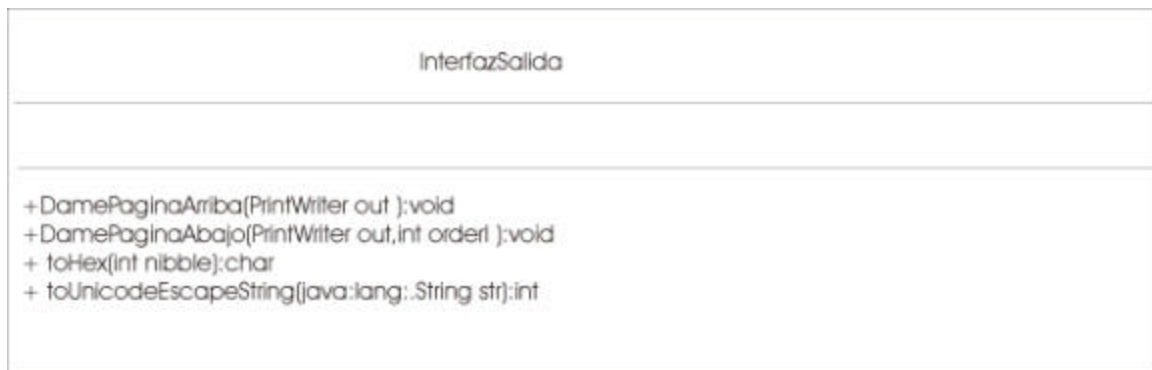 InterfazSalida
+DamePaginaArriba(PrintWriter out ):void
+DamePaginaAbajo(PrintWriter out,int orderI ):void
+ toHex(int nibble):char
+ toUnicodeEscapeString(java:lang:.String str):int